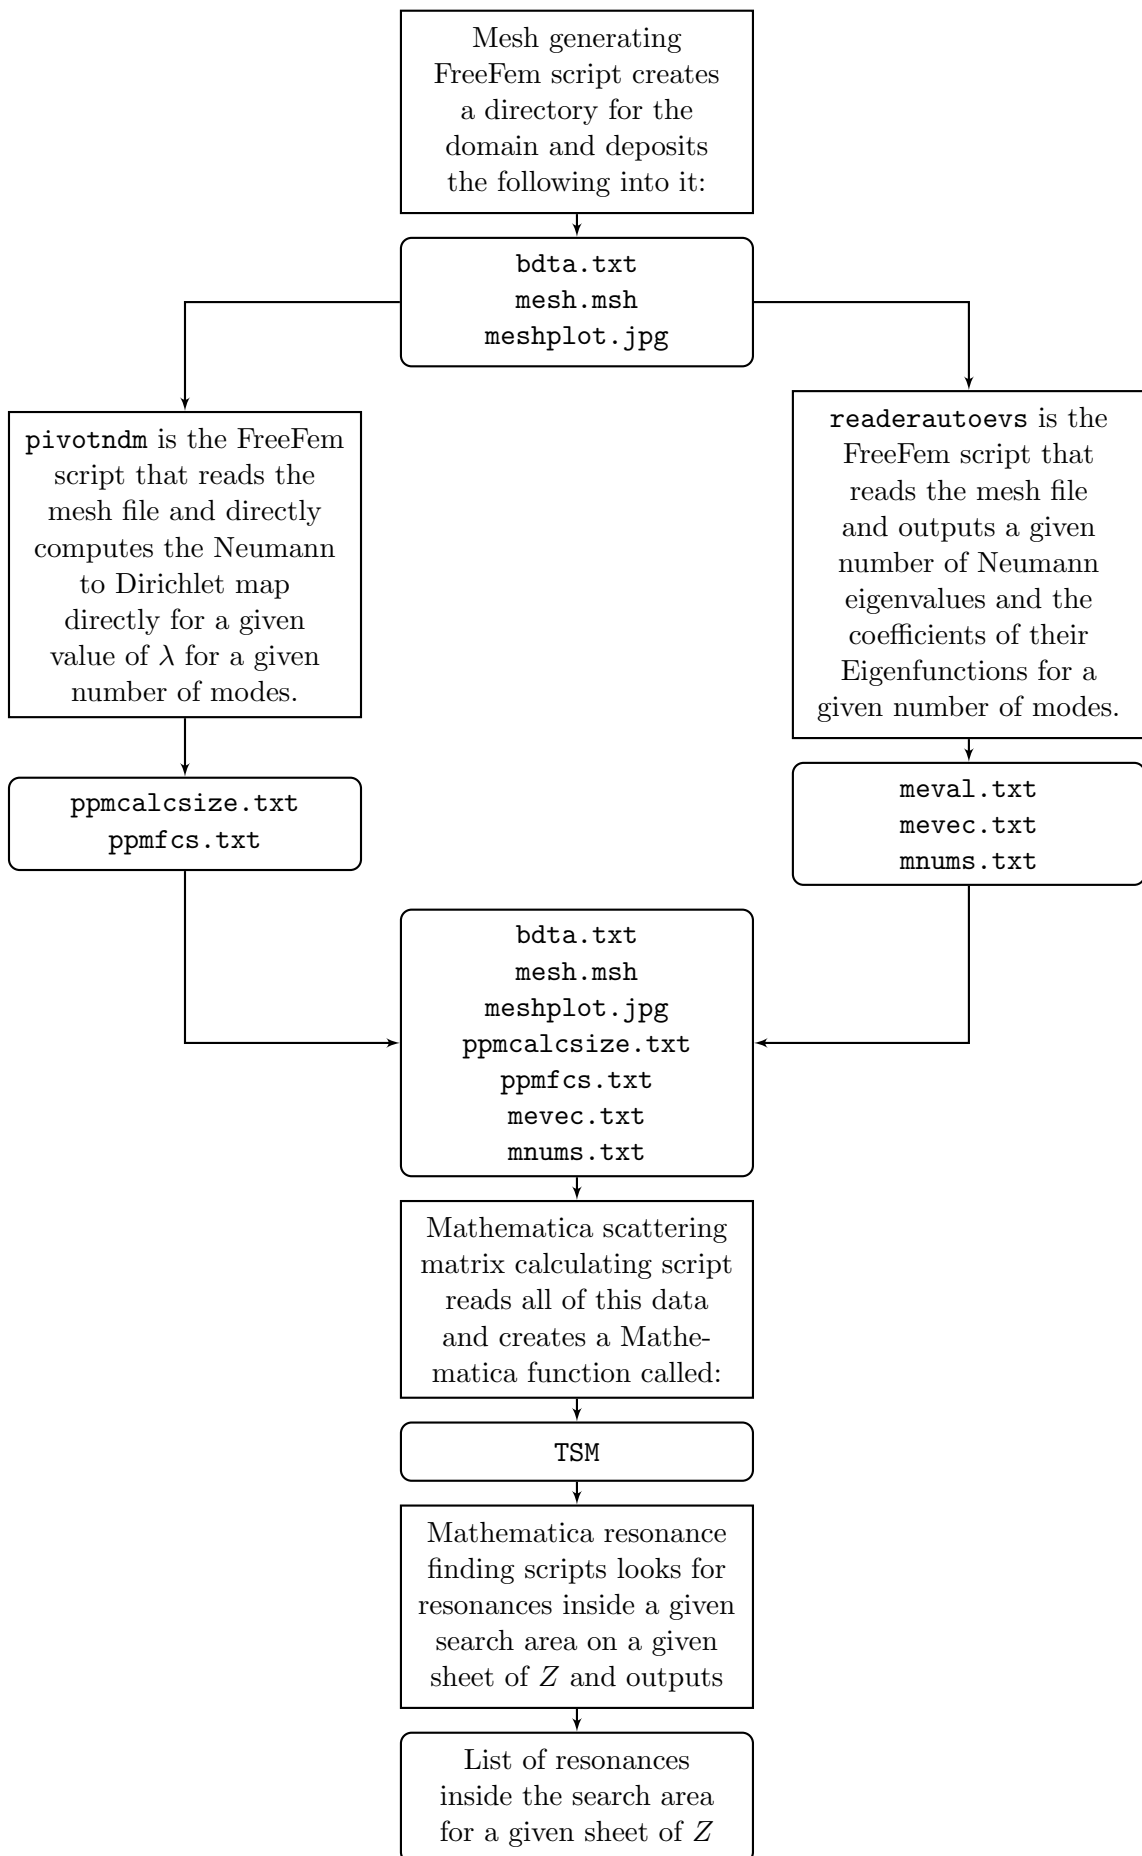 Mesh generating
FreeFem script creates
a directory for the
domain and deposits
the following into it:
bdta.txt
mesh.msh
meshplot.jpg
pivotndm is the FreeFem
script that reads the
mesh file and directly
computes the Neumann
to Dirichlet map
directly for a given
value of λ for a given
number of modes.
readerautoevs is the
FreeFem script that
reads the mesh file
and outputs a given
number of Neumann
eigenvalues and the
coefficients of their
Eigenfunctions for a
given number of modes.
ppmcalcsize.txt
ppmfcs.txt
meval.txt
mevec.txt
mnums.txt
bdta.txt
mesh.msh
meshplot.jpg
ppmcalcsize.txt
ppmfcs.txt
mevec.txt
mnums.txt
Mathematica scattering
matrix calculating script
reads all of this data
and creates a Mathe-
matica function called:
TSM
Mathematica resonance
finding scripts looks for
resonances inside a given
search area on a given
sheet of Z and outputs
List of resonances
inside the search area
for a given sheet of Z